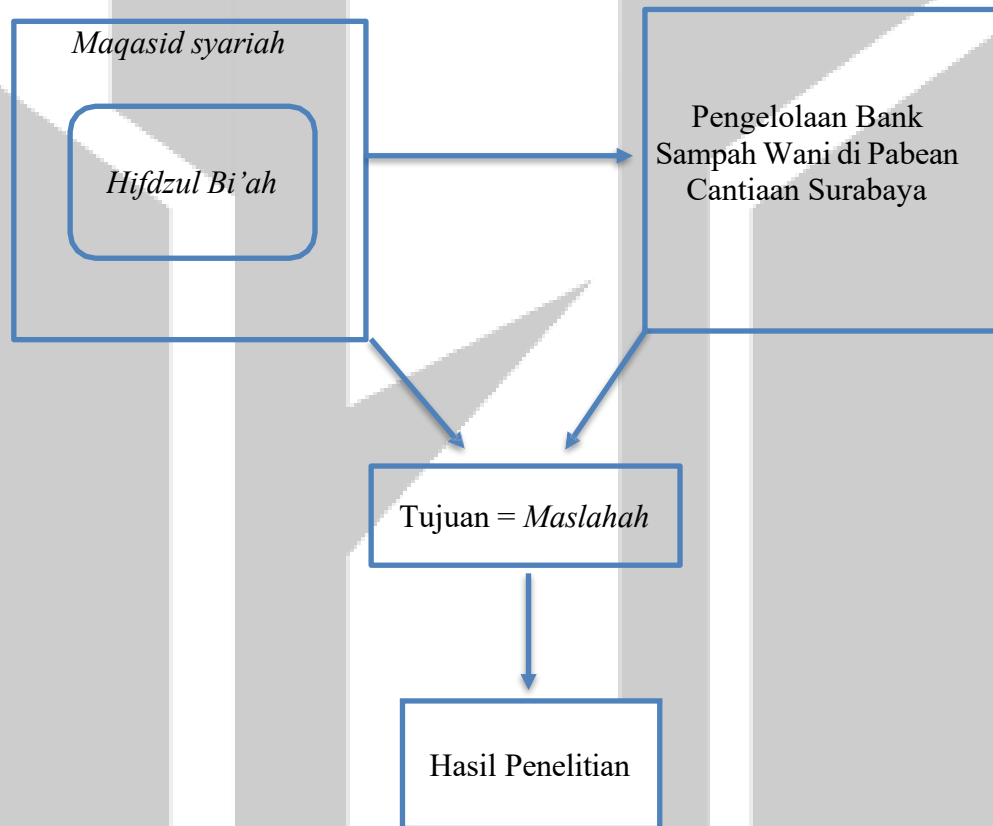 Maqasid syariah
Hifdzul Bi’ah
Pengelolaan Bank
Sampah Wani di Pabean
Cantiaan Surabaya
Tujuan = Maslahah
Hasil Penelitian